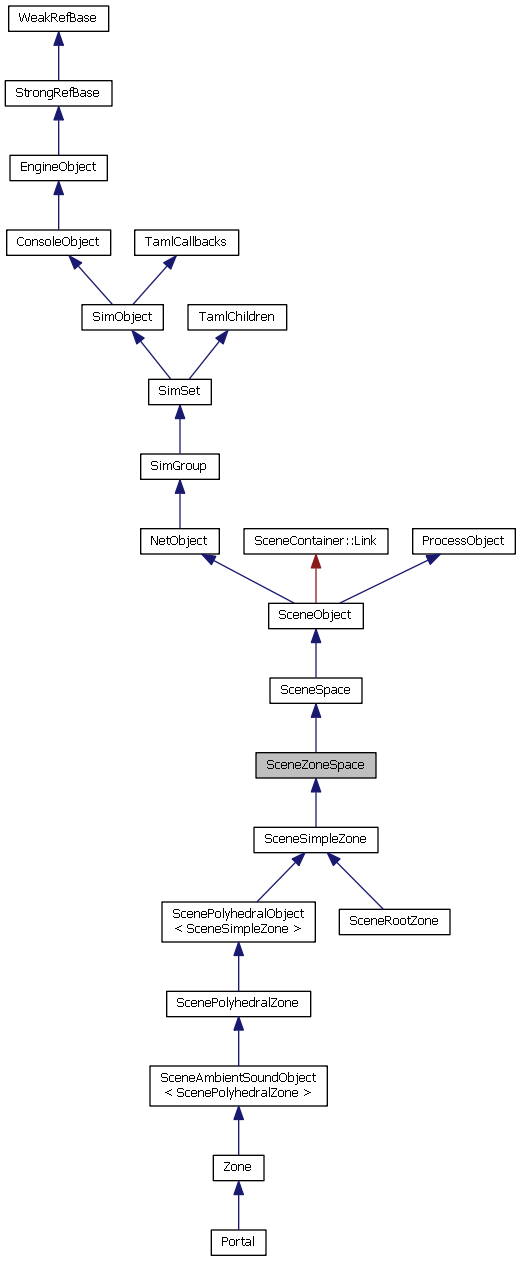 WeakRefBase
StrongRefBase
EngineObject
ConsoleObject
TamlCallbacks
SimObject
TamlChildren
SimSet
SimGroup
NetObject
SceneContainer::Link
ProcessObject
SceneObject
SceneSpace
SceneZoneSpace
SceneSimpleZone
ScenePolyhedralObject
< SceneSimpleZone >
SceneRootZone
ScenePolyhedralZone
SceneAmbientSoundObject
< ScenePolyhedralZone >
Zone
Portal